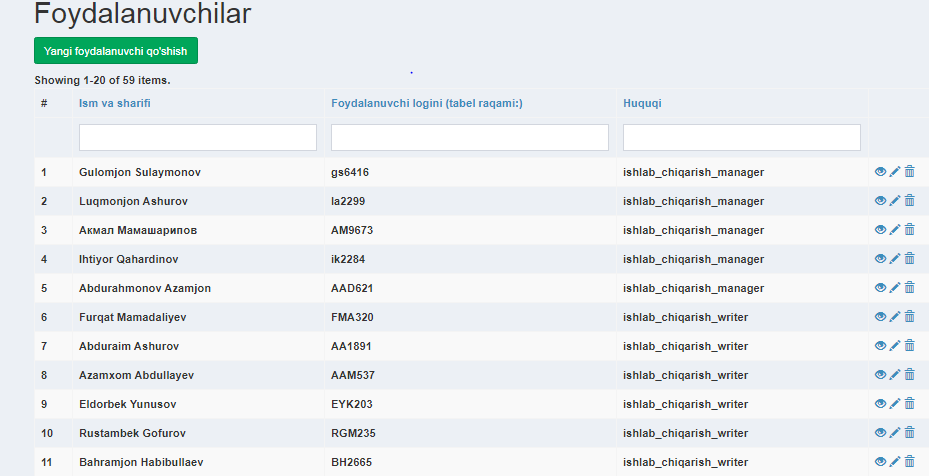 Foydalanuvchilar
Yangi foydalanuvchi qo'shish
Showing 1-20 of 59 items.
# Ism va sharifi Foydalanuvchi logini (tabel raqami:) Huquqi
1 Gulomjon Sulaymonov gs6416 ishlab_chiqarish_manager
2 Luqmonjon Ashurov la2299 ishlab_chiqarish_manager
3 Акмал Мамашарипов AM9673 ishlab_chiqarish_manager
4 Ihtiyor Qahardinov ik2284 ishlab_chiqarish_manager
5 Abdurahmonov Azamjon AAD621 ishlab_chiqarish_manager
6 Furqat Mamadaliyev FMA320 ishlab_chiqarish_writer
7 Abduraim Ashurov AA1891 ishlab_chiqarish_writer
8 Azamxom Abdullayev AAM537 ishlab_chiqarish_writer
9 Eldorbek Yunusov EYK203 ishlab_chiqarish_writer
10 Rustambek Gofurov RGM235 ishlab_chiqarish_writer
11 Bahramjon Habibullaev BH2665 ishlab_chiqarish_writer